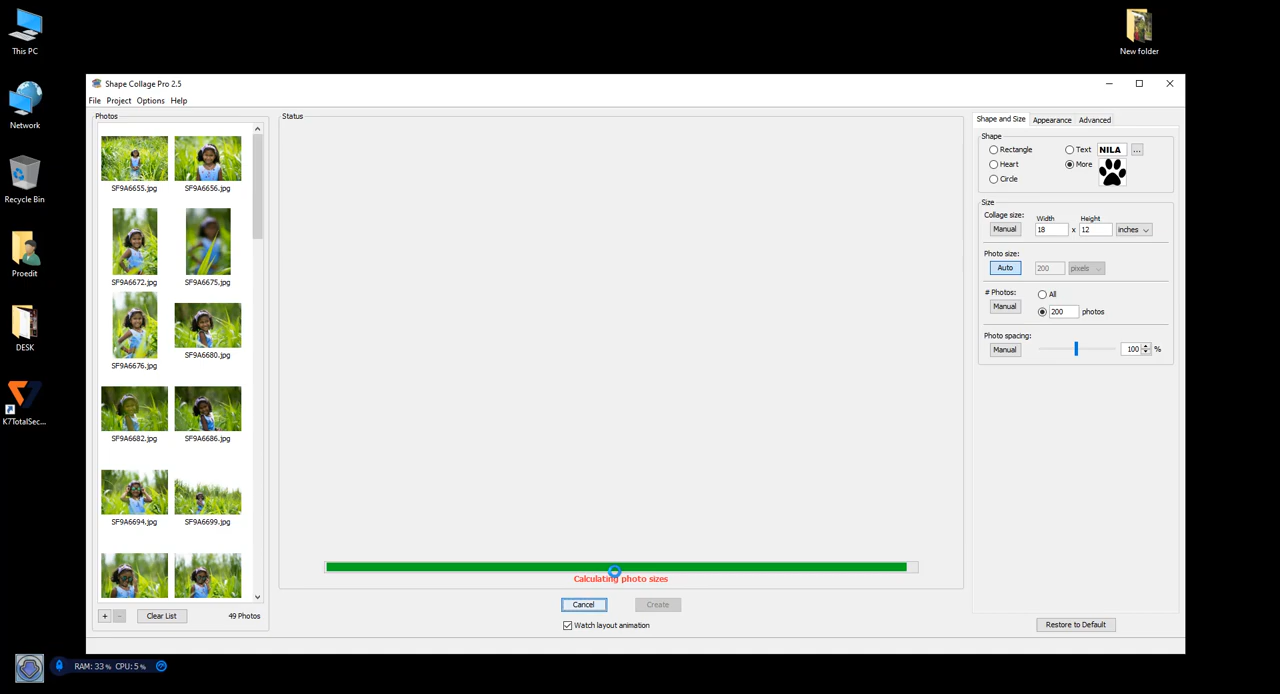 This PC
Network
Recycle Bin
Proedit
DESK
K7TotalSec...
New folder
Shape Collage Pro 2.5
File Project Options Help
Photos
SF9A6655.jpg SF9A6656.jpg
SF9A6672.jpg SF9A6675.jpg
SF9A6676.jpg SF9A6680.jpg
SF9A6682.jpg SF9A6686.jpg
SF9A6694.jpg SF9A6699.jpg
+ - Clear List 49 Photos
Status
Calculating photo sizes
Cancel Create
Watch layout animation
Shape and Size Appearance Advanced
Shape
Rectangle Text NILA ...
Heart More
Circle
Size
Collage size: Width Height
Manual 18 x 12 inches
Photo size:
Auto 200 pixels
# Photos: All
Manual 200 photos
Photo spacing:
Manual 100 %
Restore to Default
RAM: 33 % CPU: 5 %